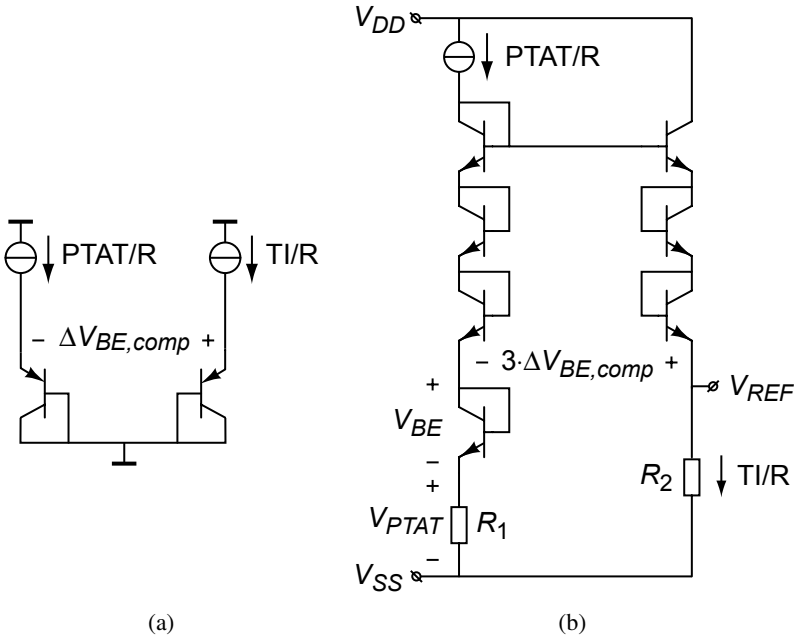 V_DD
PTAT/R
PTAT/R
TI/R
− ΔV_BE,comp +
− 3·ΔV_BE,comp +
+
V_BE
−
V_REF
+
V_PTAT
R_1
−
R_2
TI/R
V_SS
(a)
(b)